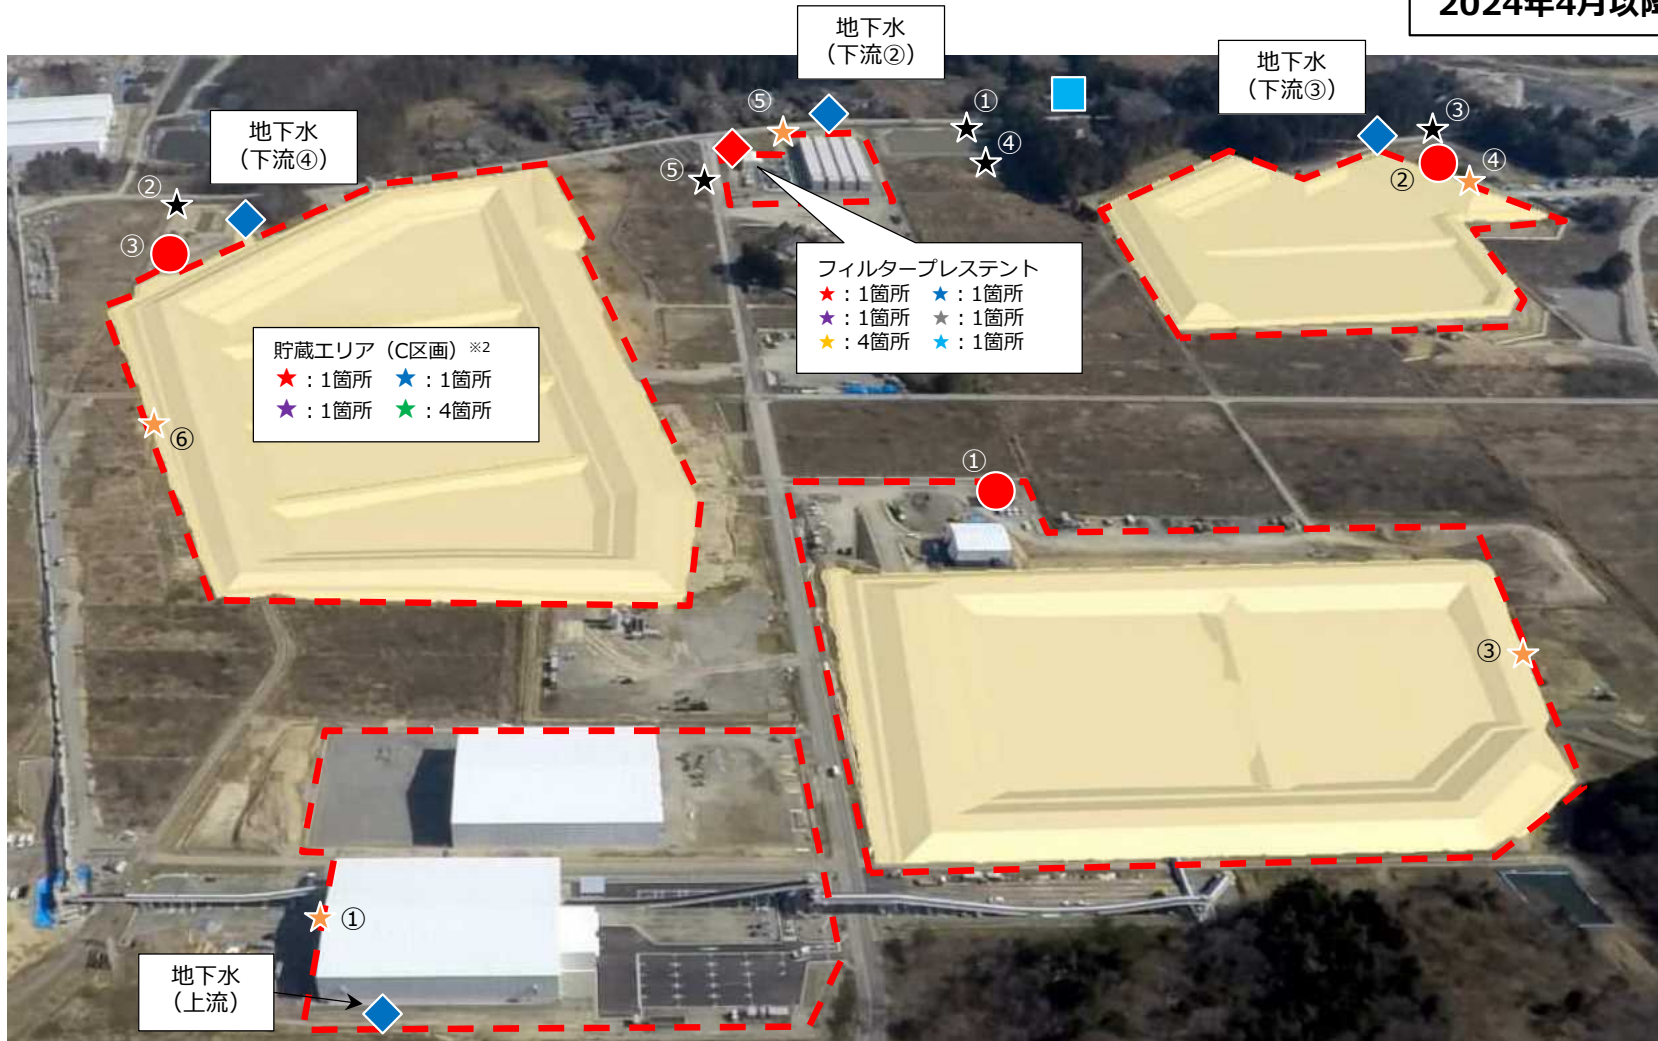 2024年4月以降
地下水
（下流②）
地下水
（下流③）
地下水
（下流④）
⑤
①
④
⑤
③
②
④
②
③
フィルタープレステント
★：1箇所 ★：1箇所
★：1箇所 ★：1箇所
★：4箇所 ★：1箇所
貯蔵エリア（C区画）※2
★：1箇所 ★：1箇所
★：1箇所 ★：4箇所
⑥
①
③
①
地下水
（上流）